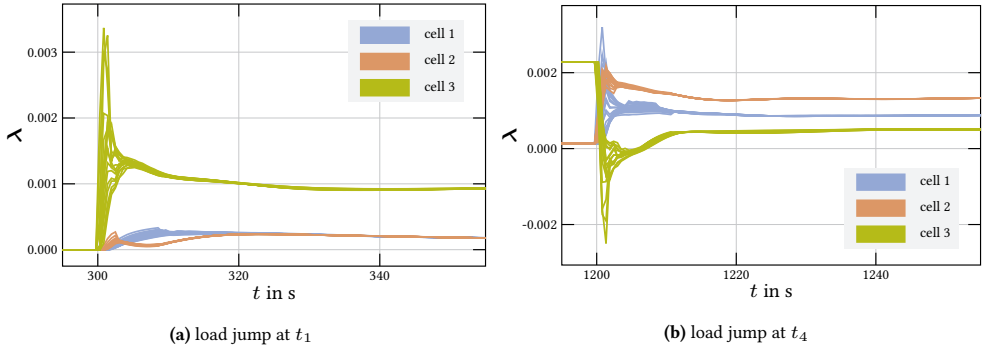 λ
0.003
0.002
0.001
0.000
300
320
340
t in s
cell 1
cell 2
cell 3
(a) load jump at t₁
λ
0.002
0.000
-0.002
1200
1220
1240
t in s
cell 1
cell 2
cell 3
(b) load jump at t₄